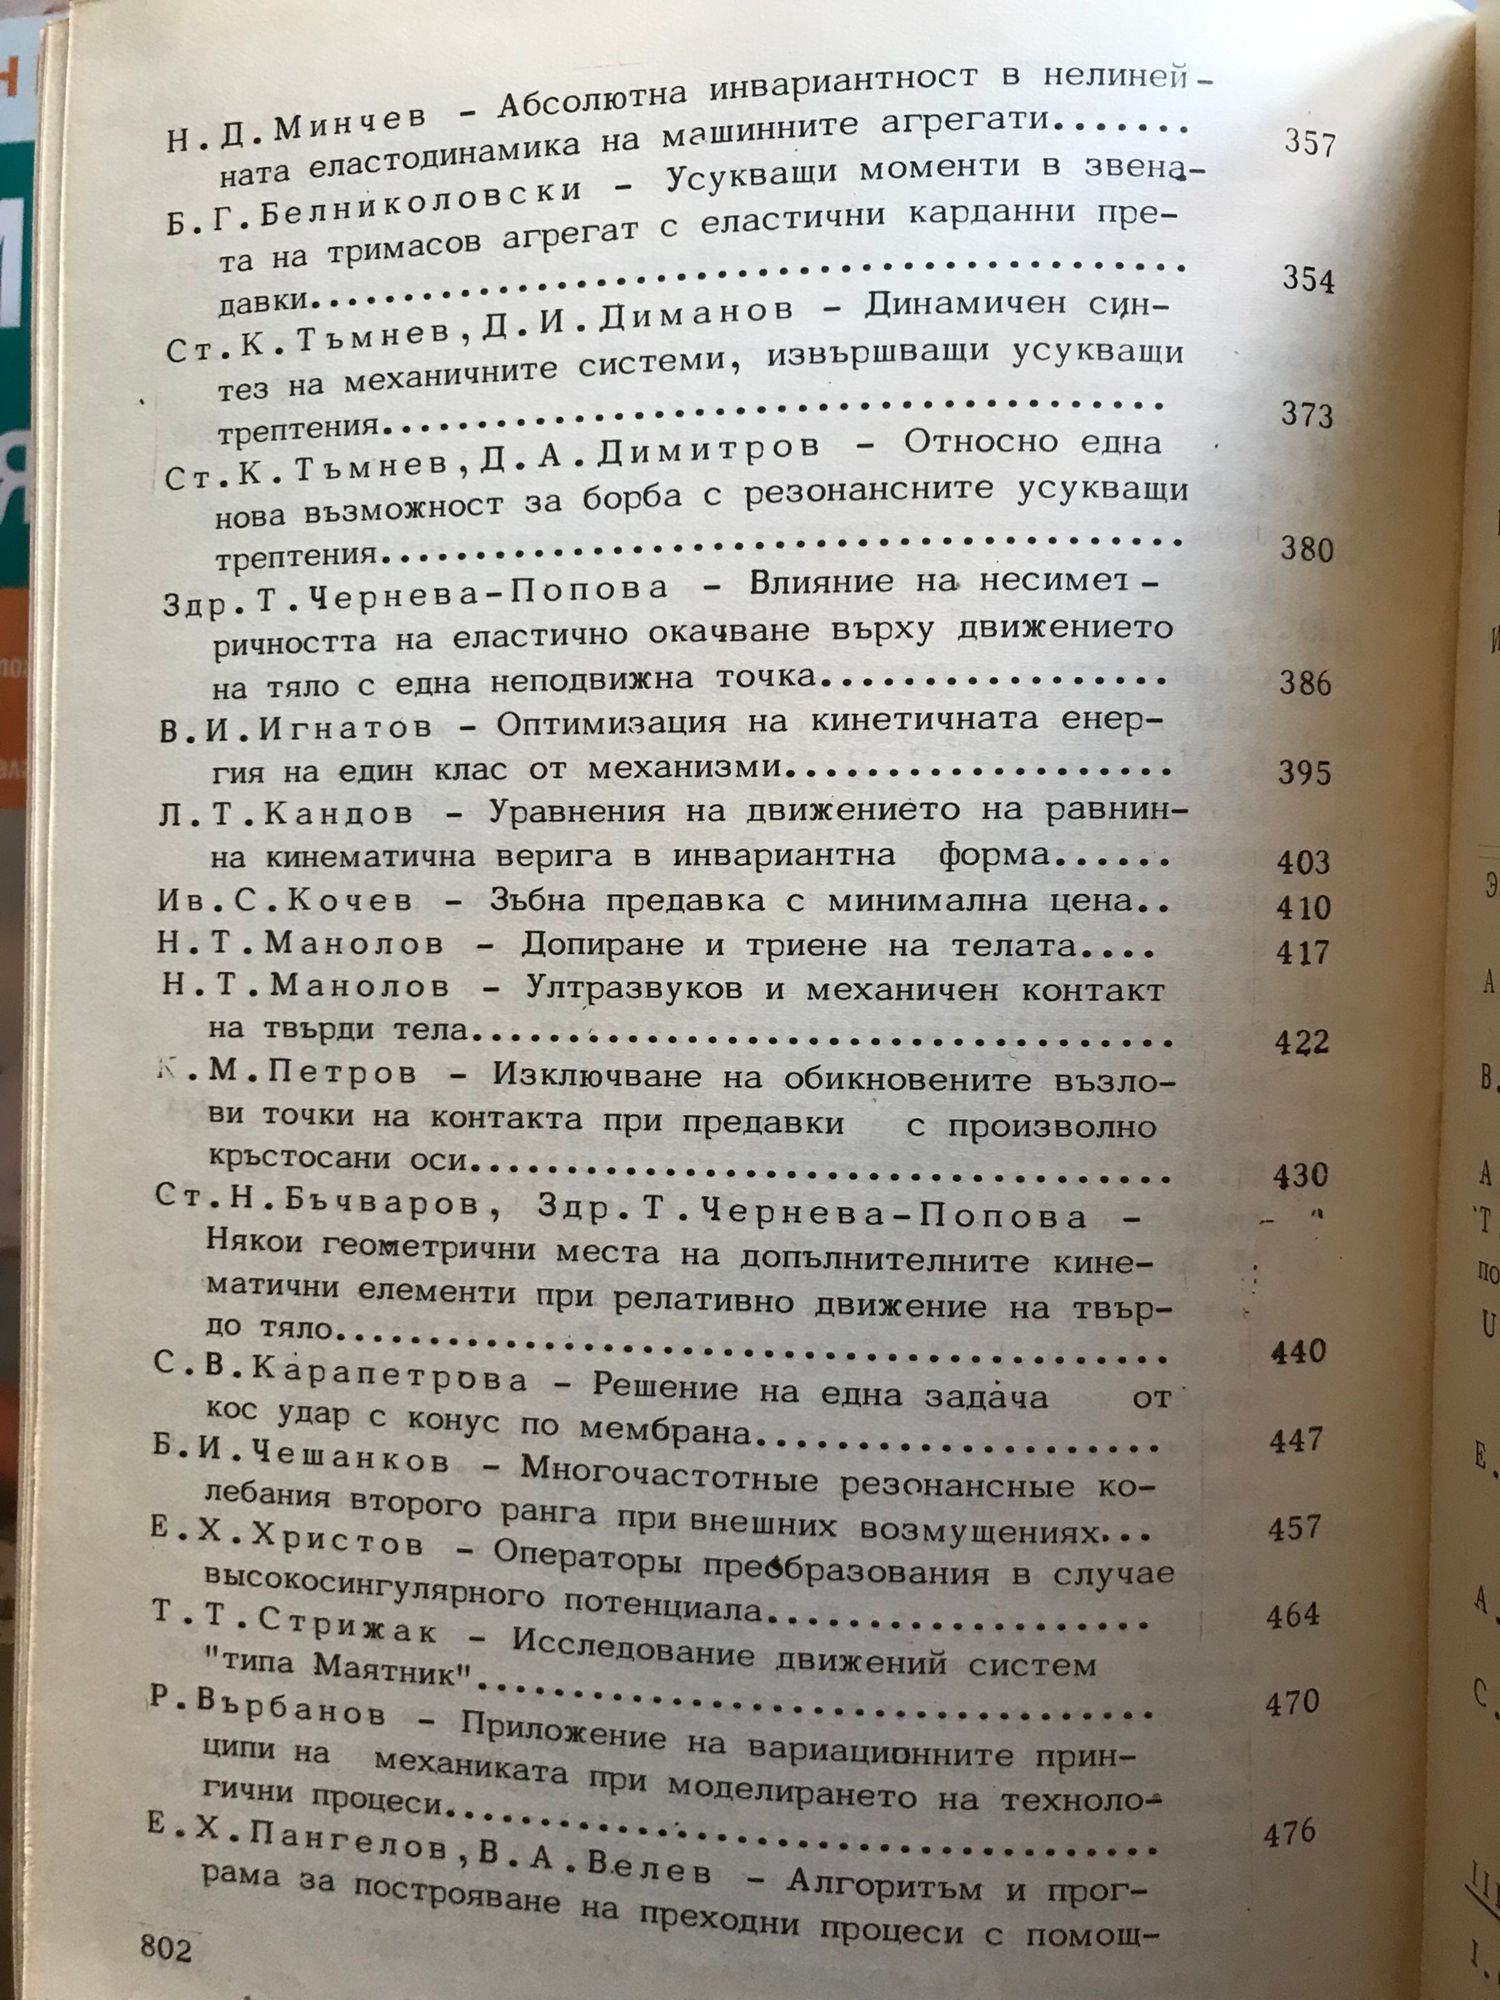 Н.Д.Минчев – Абсолютна инвариантност в нелиней-
ната еластодинамика на машинните агрегати....... 357
Б.Г.Белниколовски – Усукващи моменти в звена-
та на тримасов агрегат с еластични карданни пре-
давки........................................ 354
Ст.К.Тъмнев,Д.И.Диманов – Динамичен син-
тез на механичните системи, извършващи усукващи
трептения.................................... 373
Ст.К.Тъмнев,Д.А.Димитров – Относно една
нова възможност за борба с резонансните усукващи
трептения..................................... 380
Здр.Т.Чернева-Попова – Влияние на несимет-
ричността на еластично окачване върху движението
на тяло с една неподвижна точка................. 386
В.И.Игнатов – Оптимизация на кинетичната енер-
гия на един клас от механизми................... 395
Л.Т.Кандов – Уравнения на движението на равнин-
на кинематична верига в инвариантна форма...... 403
Ив.С.Кочев – Зъбна предавка с минимална цена.. 410
Н.Т.Манолов – Допиране и триене на телата.... 417
Н.Т.Манолов – Ултразвуков и механичен контакт
на твърди тела.................................. 422
К.М.Петров – Изключване на обикновените възло-
ви точки на контакта при предавки с произволно
кръстосани оси................................. 430
Ст.Н.Бъчваров, Здр.Т.Чернева-Попова –
Някои геометрични места на допълнителните кине-
матични елементи при релативно движение на твър-
до тяло........................................ 440
С.В.Карапетрова – Решение на една задача от
кос удар с конус по мембрана.................... 447
Б.И.Чешанков – Многочастотные резонансные ко-
лебания второго ранга при внешних возмущениях... 457
Е.Х.Христов – Операторы преобразования в случае
высокосингулярного потенциала.................. 464
Т.Т.Стрижак – Исследование движений систем
"типа Маятник"................................. 470
Р.Върбанов – Приложение на вариационните прин-
ципи на механиката при моделирането на техноло-
гични процеси................................... 476
Е.Х.Пангелов,В.А.Велев – Алгоритъм и прог-
рама за построяване на преходни процеси с помощ-
802